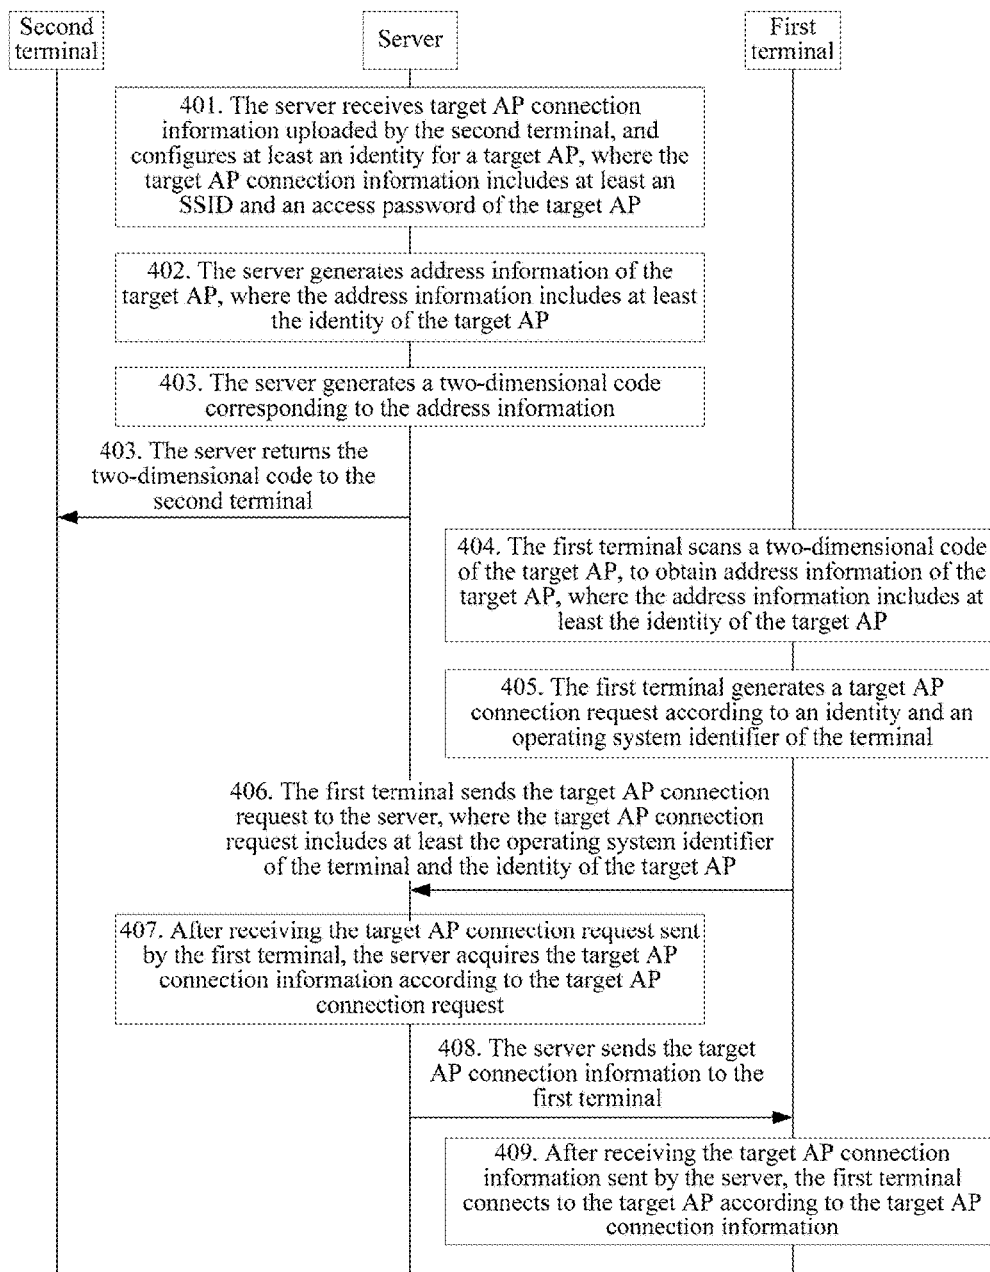 Second
terminal
Server
First
terminal
401. The server receives target AP connection
information uploaded by the second terminal, and
configures at least an identity for a target AP, where the
target AP connection information includes at least an
SSID and an access password of the target AP
402. The server generates address information of the
target AP, where the address information includes at least
the identity of the target AP
403. The server generates a two-dimensional code
corresponding to the address information
403. The server returns the
two-dimensional code to the
second terminal
404. The first terminal scans a two-dimensional code
of the target AP, to obtain address information of the
target AP, where the address information includes at
least the identity of the target AP
405. The first terminal generates a target AP
connection request according to an identity and an
operating system identifier of the terminal
406. The first terminal sends the target AP connection
request to the server, where the target AP connection
request includes at least the operating system identifier
of the terminal and the identity of the target AP
407. After receiving the target AP connection request sent
by the first terminal, the server acquires the target AP
connection information according to the target AP
connection request
408. The server sends the target
AP connection information to the
first terminal
409. After receiving the target AP connection
information sent by the server, the first terminal
connects to the target AP according to the target AP
connection information